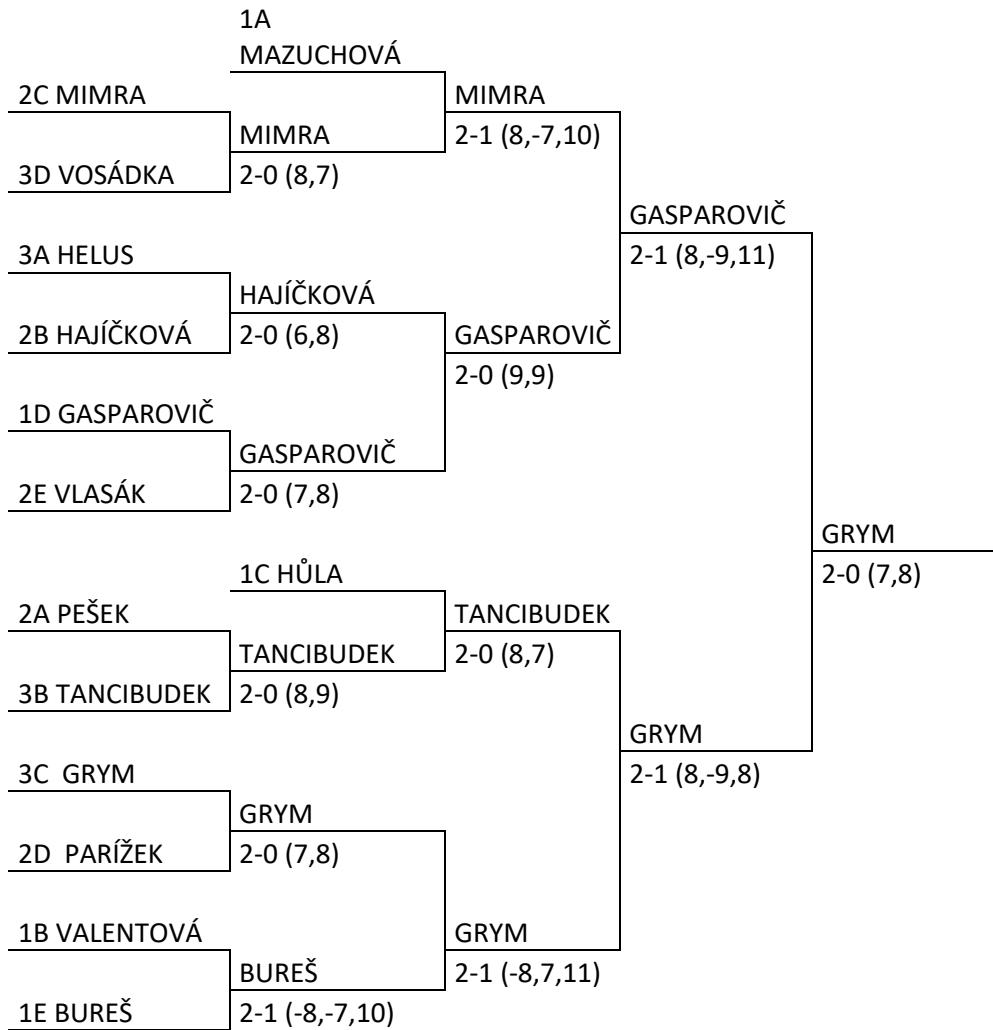 1A
MAZUCHOVÁ
2C MIMRA
MIMRA
MIMRA
2-1 (8,-7,10)
3D VOSÁDKA
2-0 (8,7)
GASPAROVIČ
2-1 (8,-9,11)
3A HELUS
HAJÍČKOVÁ
2B HAJÍČKOVÁ
2-0 (6,8)
GASPAROVIČ
2-0 (9,9)
1D GASPAROVIČ
GASPAROVIČ
2E VLASÁK
2-0 (7,8)
GRYM
2-0 (7,8)
1C HŮLA
2A PEŠEK
TANCIBUDEK
TANCIBUDEK
2-0 (8,7)
3B TANCIBUDEK
2-0 (8,9)
GRYM
2-1 (8,-9,8)
3C  GRYM
GRYM
2D  PARÍŽEK
2-0 (7,8)
1B VALENTOVÁ
GRYM
BUREŠ
2-1 (-8,7,11)
1E BUREŠ
2-1 (-8,-7,10)